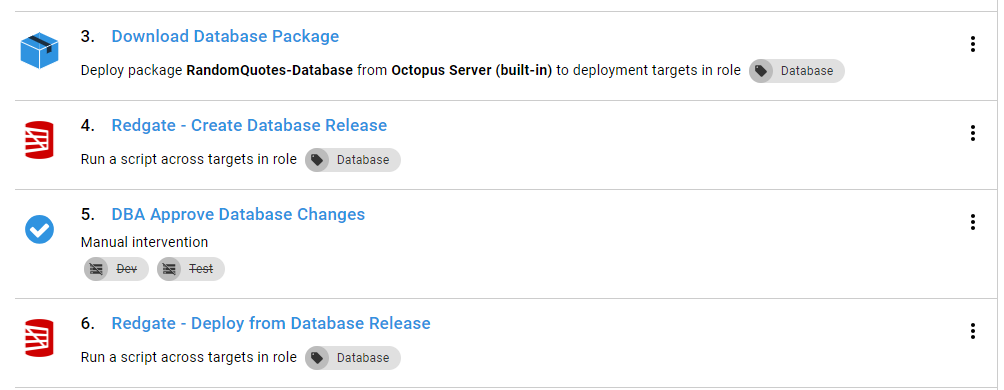 3. Download Database Package
Deploy package RandomQuotes-Database from Octopus Server (built-in) to deployment targets in role Database
4. Redgate - Create Database Release
Run a script across targets in role Database
5. DBA Approve Database Changes
Manual intervention
Dev Test
6. Redgate - Deploy from Database Release
Run a script across targets in role Database